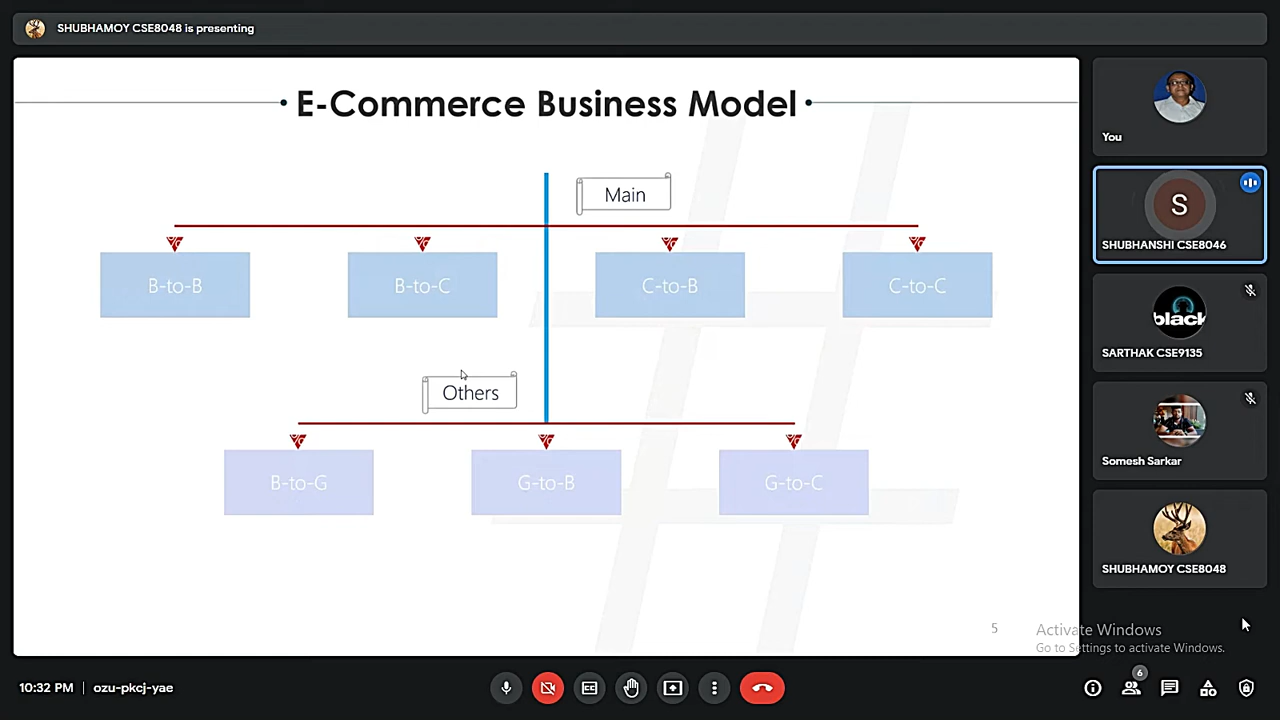 SHUBHAMOY CSE8048 is presenting
E-Commerce Business Model
Main
B-to-B
B-to-C
C-to-B
C-to-C
Others
B-to-G
G-to-B
G-to-C
5
You
S
SHUBHANSHI CSE8046
black
SARTHAK CSE9135
Somesh Sarkar
SHUBHAMOY CSE8048
Activate Windows
Go to Settings to activate Windows.
10:32 PM | ozu-pkcj-yae
6